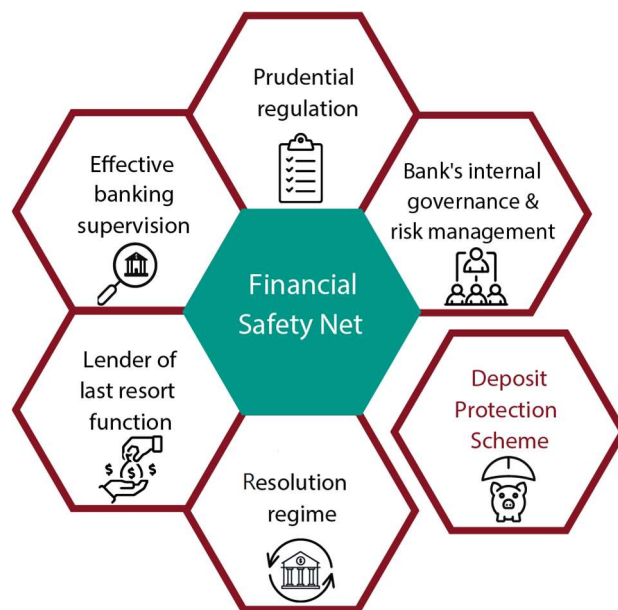 Prudential
regulation
Effective
banking
supervision
Bank's internal
governance &
risk management
Financial
Safety Net
Lender of
last resort
function
$ $ $
Deposit
Protection
Scheme
Resolution
regime
$